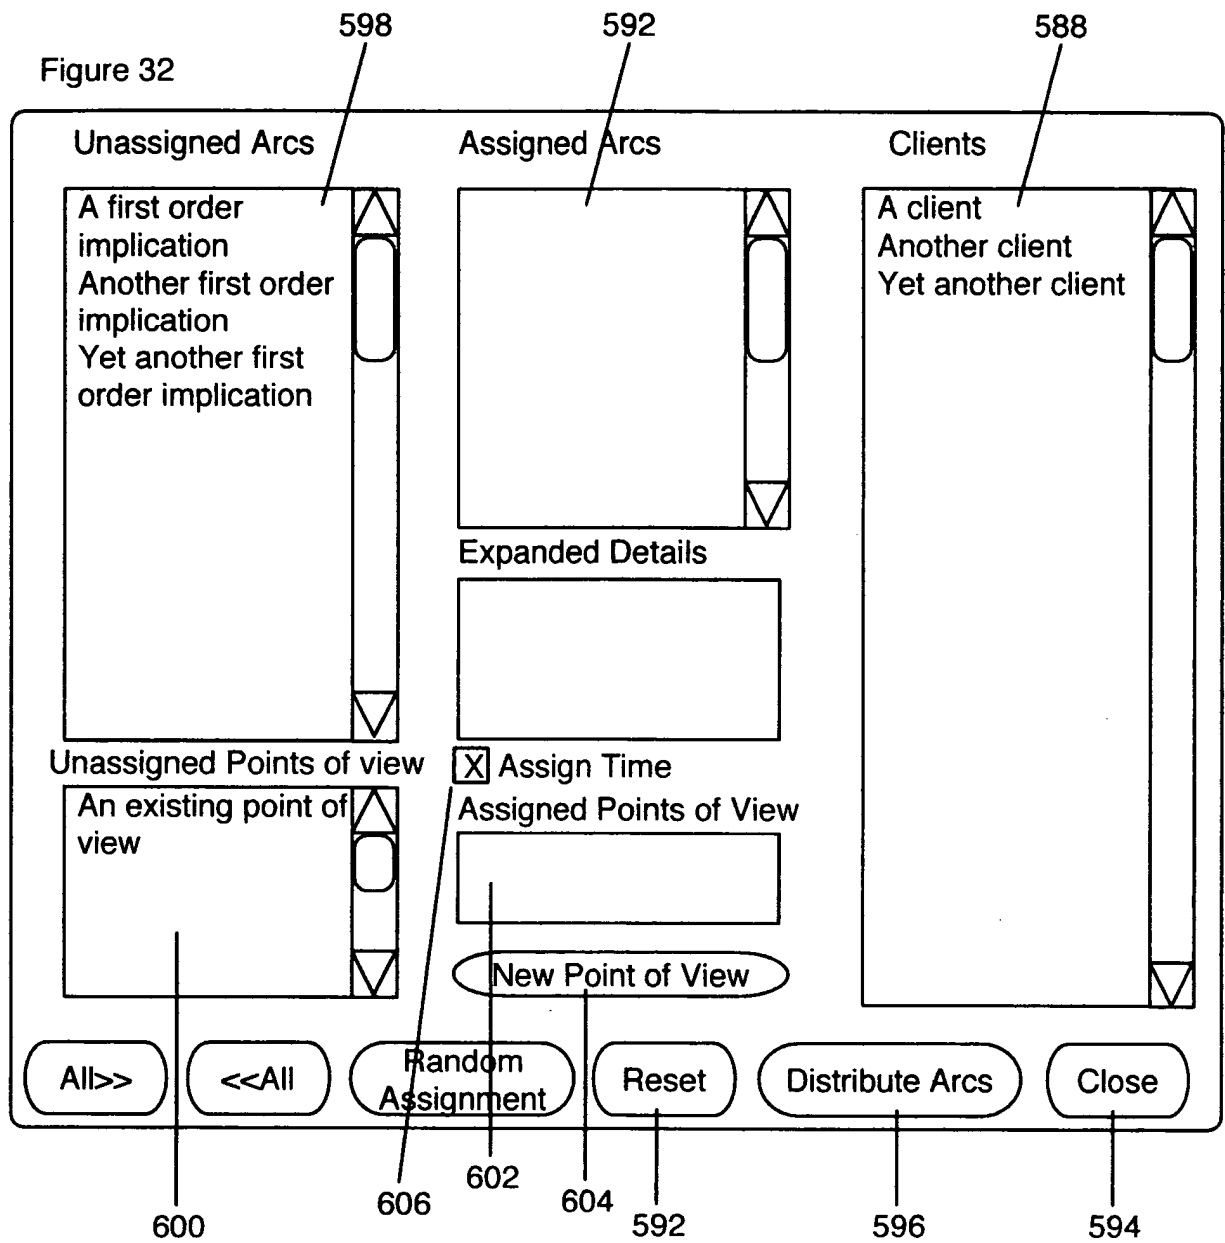 598
592
588
Figure 32
Unassigned Arcs
Assigned Arcs
Clients
A first order
implication
Another first order
implication
Yet another first
order implication
A client
Another client
Yet another client
Expanded Details
Unassigned Points of view
X Assign Time
An existing point of
view
Assigned Points of View
New Point of View
All>>
<<All
Random
Assignment
Reset
Distribute Arcs
Close
600
606
602
604
592
596
594